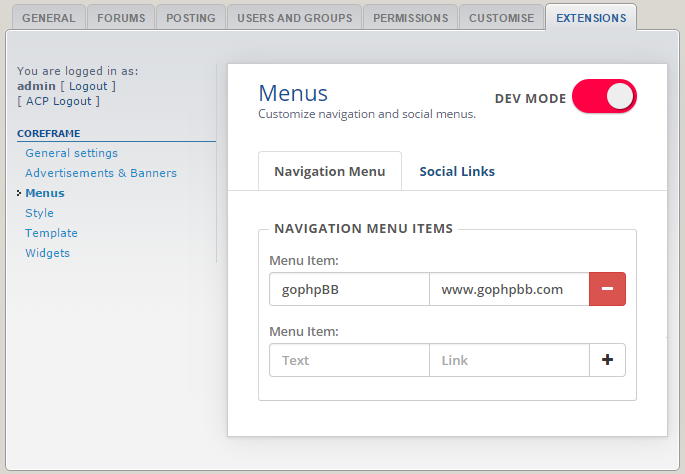 GENERAL FORUMS POSTING USERS AND GROUPS PERMISSIONS CUSTOMISE EXTENSIONS
You are logged in as:
admin [ Logout ]
[ ACP Logout ]
COREFRAME
General settings
Advertisements & Banners
Menus
Style
Template
Widgets
Menus
Customize navigation and social menus.
DEV MODE
Navigation Menu Social Links
NAVIGATION MENU ITEMS
Menu Item:
gophpBB www.gophpbb.com
Menu Item:
Text Link